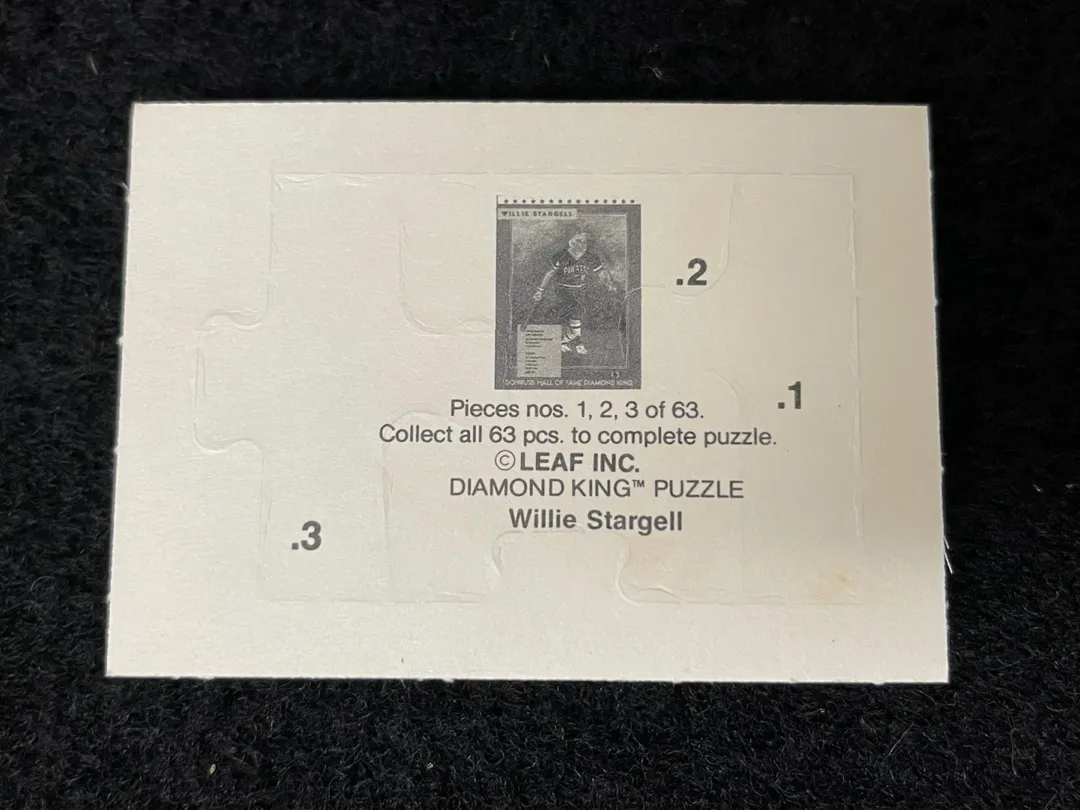 WILLIE STARGELL
PIRATES
DONRUSS HALL OF FAME DIAMOND KING
.2
.1
Pieces nos. 1, 2, 3 of 63.
Collect all 63 pcs. to complete puzzle.
©LEAF INC.
DIAMOND KING™ PUZZLE
Willie Stargell
.3